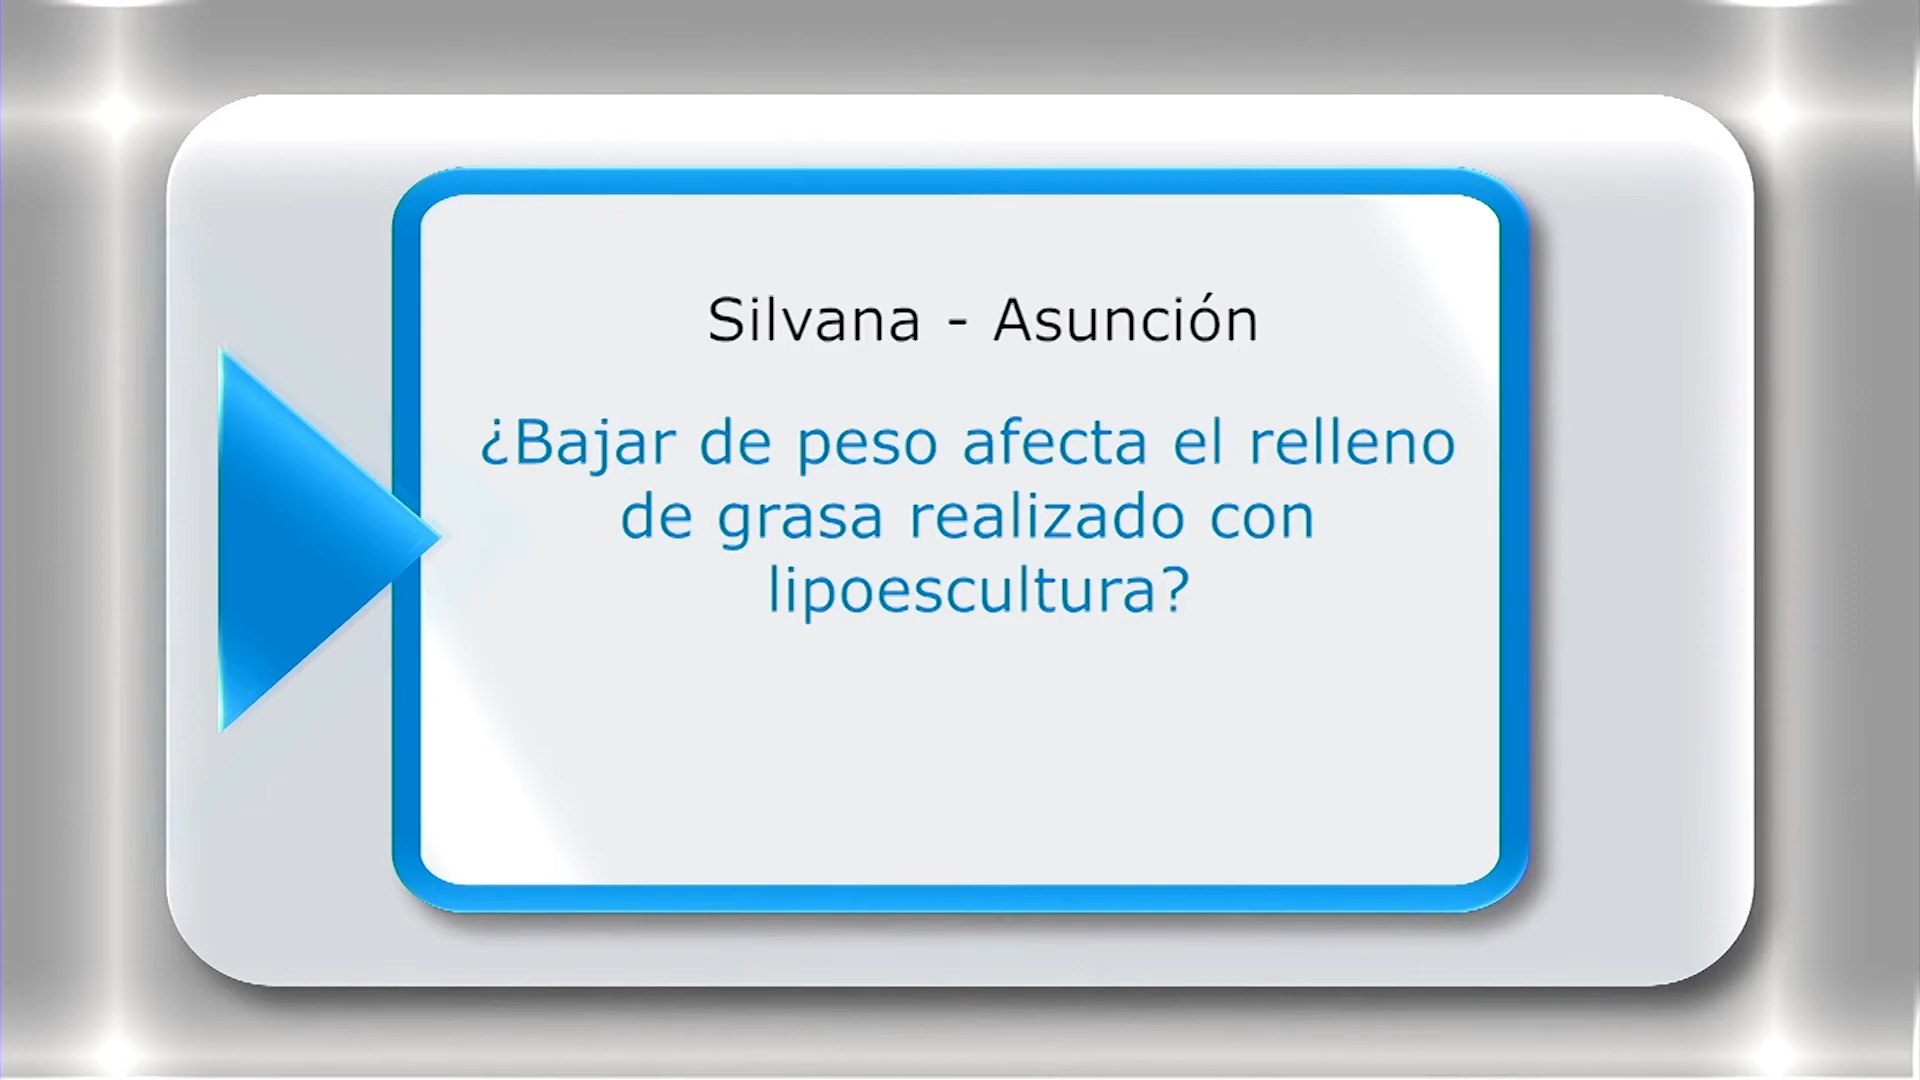 Silvana - Asunción
¿Bajar de peso afecta el relleno
de grasa realizado con
lipoescultura?